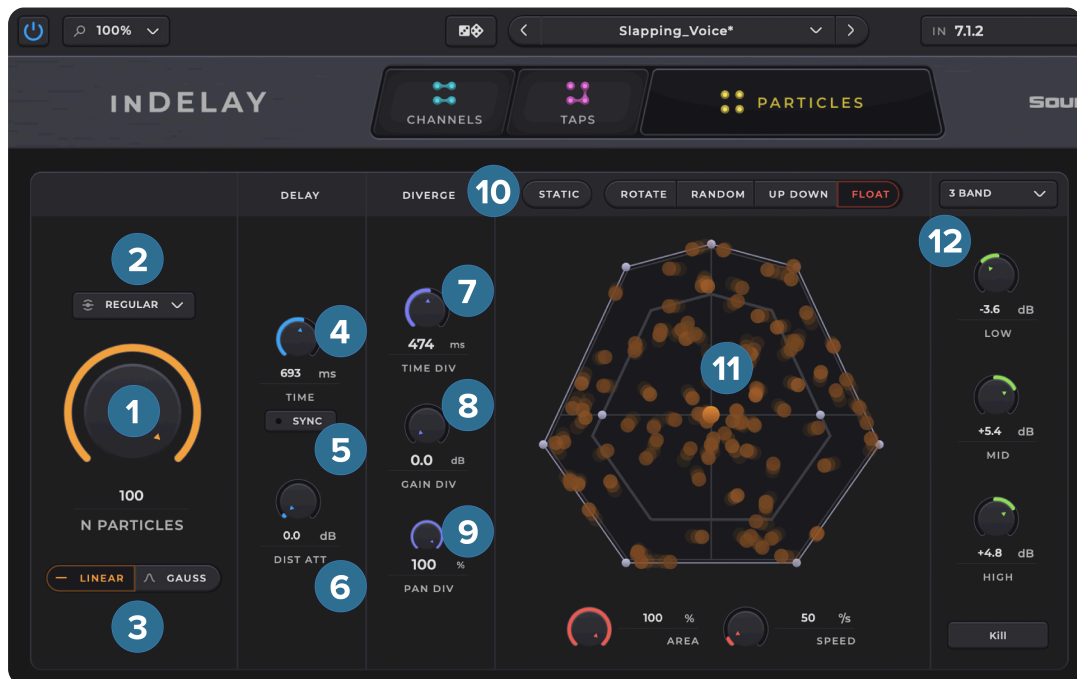 100%
Slapping_Voice*
IN 7.1.2
INDELAY
CHANNELS
TAPS
PARTICLES
DELAY
DIVERGE
10
STATIC
ROTATE
RANDOM
UP DOWN
FLOAT
3 BAND
2
12
REGULAR
7
-3.6 dB
LOW
4
474 ms
TIME DIV
693 ms
TIME
11
1
8
SYNC
5
+5.4 dB
MID
0.0 dB
GAIN DIV
100
N PARTICLES
9
0.0 dB
DIST ATT
100 %
PAN DIV
+4.8 dB
HIGH
6
LINEAR
GAUSS
3
100 %
AREA
50 °/s
SPEED
Kill